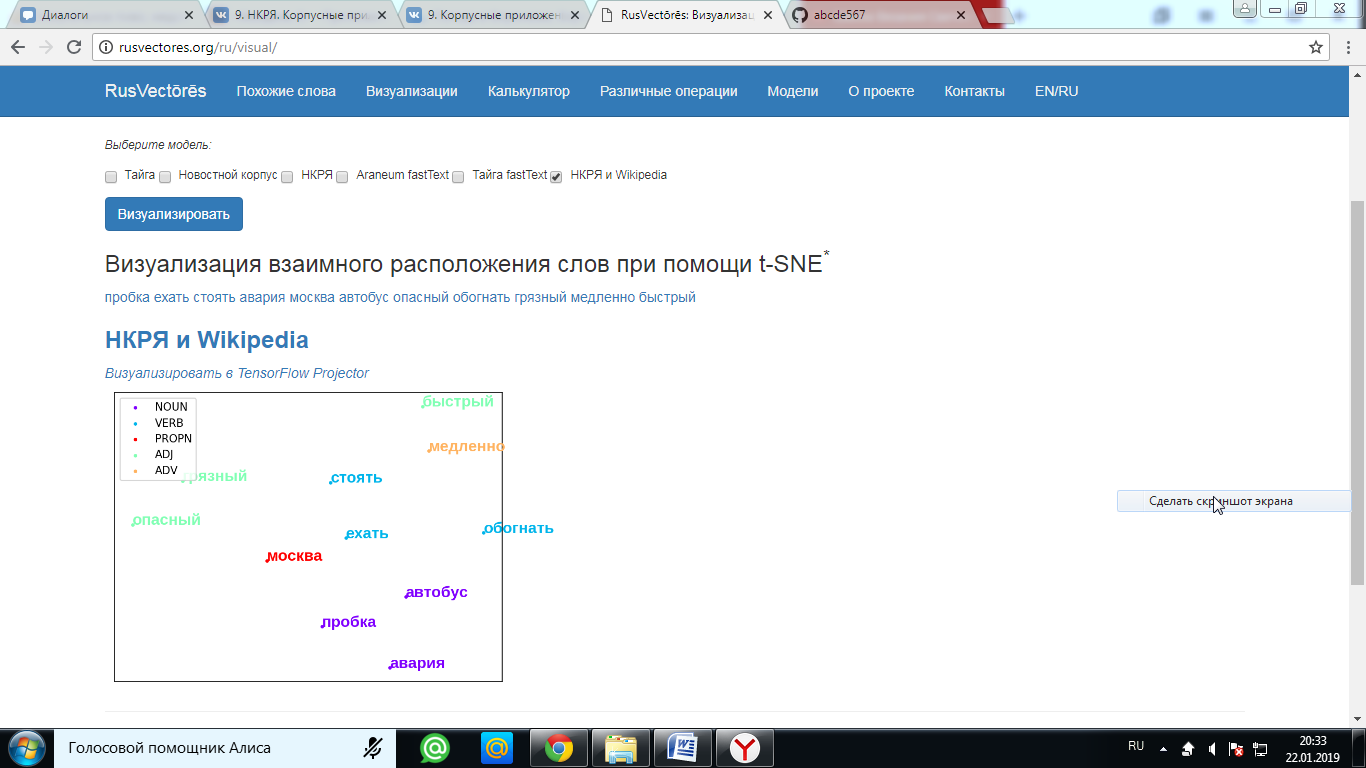 Диалоги
9. НКРЯ. Корпусные при
9. Корпусные приложен
RusVectōrēs: Визуализац
abcde567
rusvectores.org/ru/visual/
RusVectōrēs Похожие слова Визуализации Калькулятор Различные операции Модели О проекте Контакты EN/RU
Выберите модель:
Тайга Новостной корпус НКРЯ Araneum fastText Тайга fastText НКРЯ и Wikipedia
Визуализировать
Визуализация взаимного расположения слов при помощи t-SNE*
пробка ехать стоять авария москва автобус опасный обогнать грязный медленно быстрый
НКРЯ и Wikipedia
Визуализировать в TensorFlow Projector
NOUN
VERB
PROPN
ADJ
ADV
быстрый
медленно
грязный
стоять
опасный
обогнать
ехать
москва
автобус
пробка
авария
Сделать скриншот экрана
Голосовой помощник Алиса
RU
20:33
22.01.2019